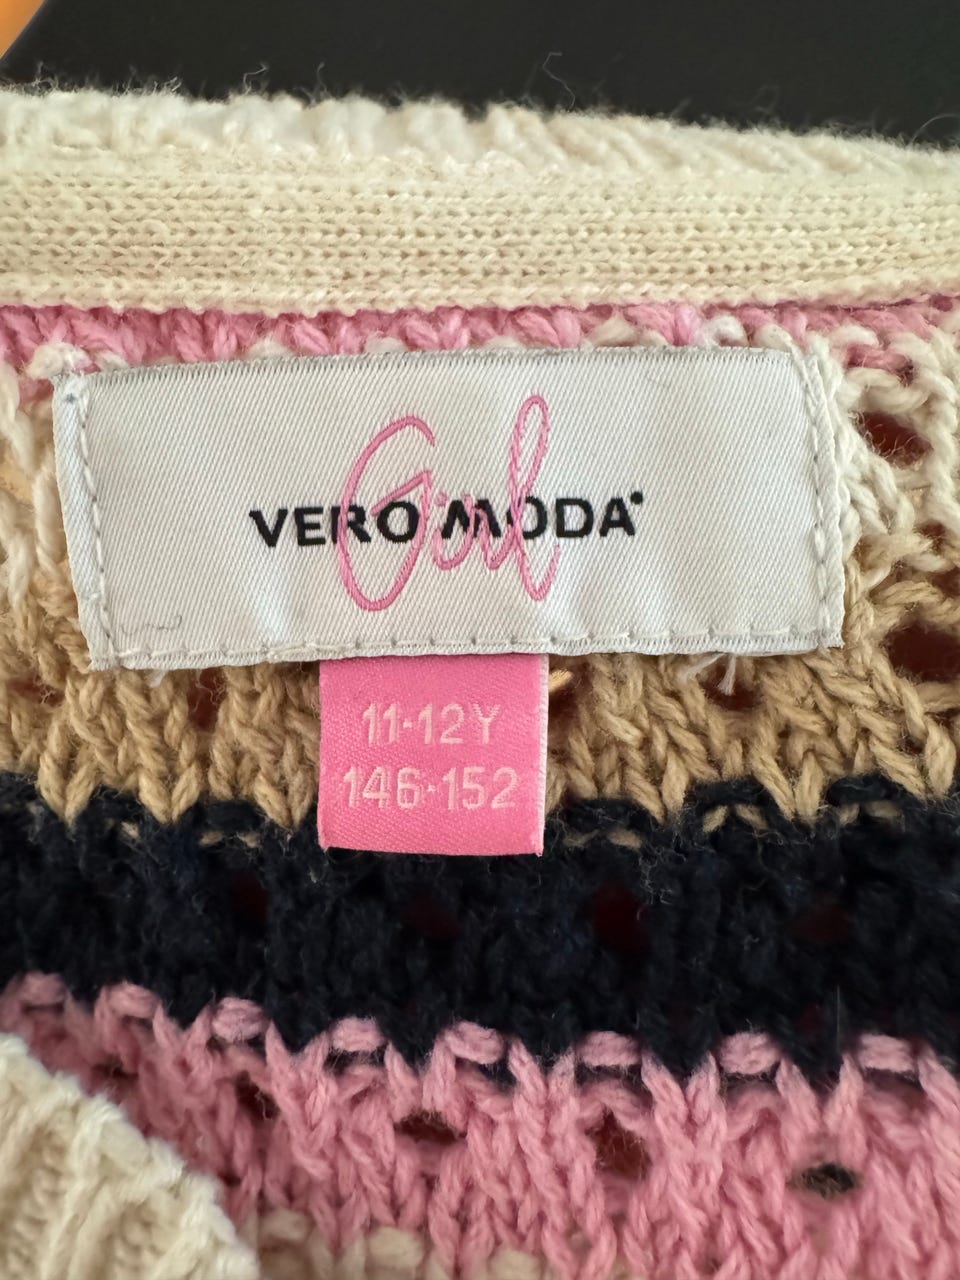 VERO MODA
Girl
11-12Y
146-152